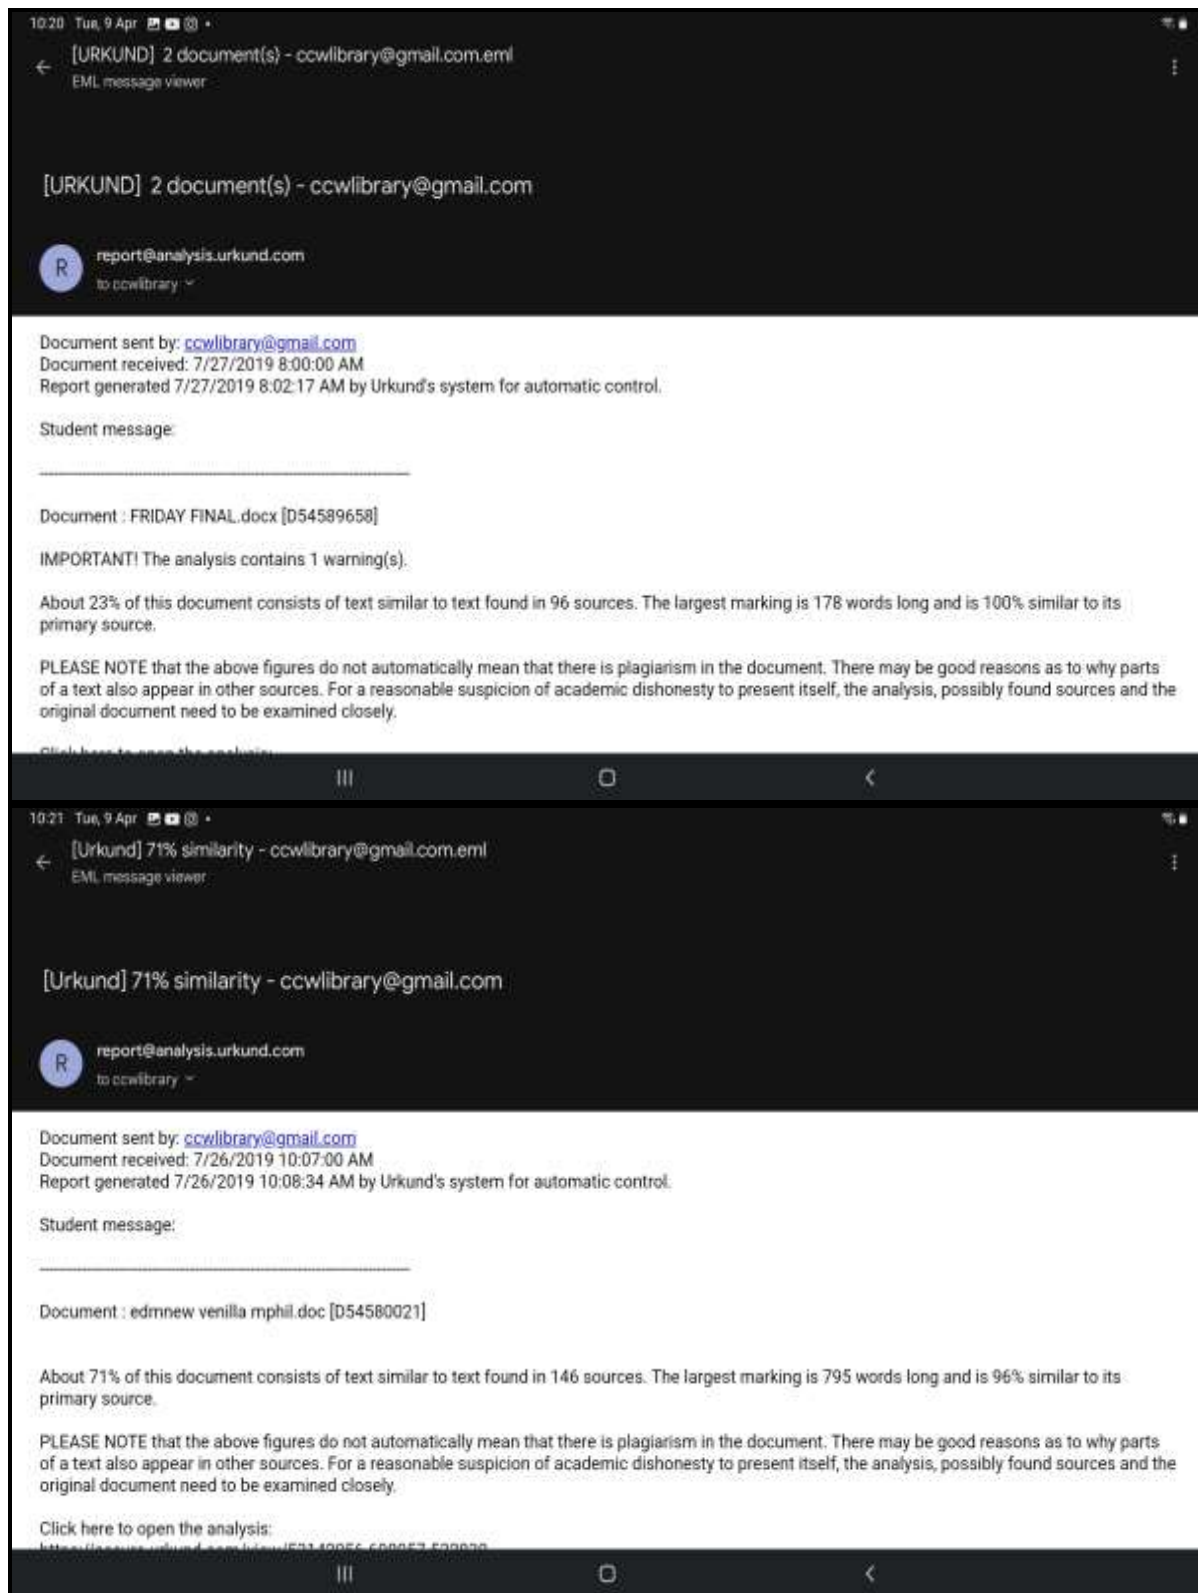 10:20 Tue, 9 Apr
[URKUND] 2 document(s) - ccwlibrary@gmail.com.eml
EML message viewer
[URKUND] 2 document(s) - ccwlibrary@gmail.com
R
report@analysis.urkund.com
to ccwlibrary
Document sent by: ccwlibrary@gmail.com
Document received: 7/27/2019 8:00:00 AM
Report generated 7/27/2019 8:02:17 AM by Urkund's system for automatic control.
Student message:
Document : FRIDAY FINAL.docx [D54589658]
IMPORTANT! The analysis contains 1 warning(s).
About 23% of this document consists of text similar to text found in 96 sources. The largest marking is 178 words long and is 100% similar to its
primary source.
PLEASE NOTE that the above figures do not automatically mean that there is plagiarism in the document. There may be good reasons as to why parts
of a text also appear in other sources. For a reasonable suspicion of academic dishonesty to present itself, the analysis, possibly found sources and the
original document need to be examined closely.
Click here to open the analysis:
10:21 Tue, 9 Apr
[Urkund] 71% similarity - ccwlibrary@gmail.com.eml
EML message viewer
[Urkund] 71% similarity - ccwlibrary@gmail.com
R
report@analysis.urkund.com
to ccwlibrary
Document sent by: ccwlibrary@gmail.com
Document received: 7/26/2019 10:07:00 AM
Report generated 7/26/2019 10:08:34 AM by Urkund's system for automatic control.
Student message:
Document : edmnew venilla mphil.doc [D54580021]
About 71% of this document consists of text similar to text found in 146 sources. The largest marking is 795 words long and is 96% similar to its
primary source.
PLEASE NOTE that the above figures do not automatically mean that there is plagiarism in the document. There may be good reasons as to why parts
of a text also appear in other sources. For a reasonable suspicion of academic dishonesty to present itself, the analysis, possibly found sources and the
original document need to be examined closely.
Click here to open the analysis: